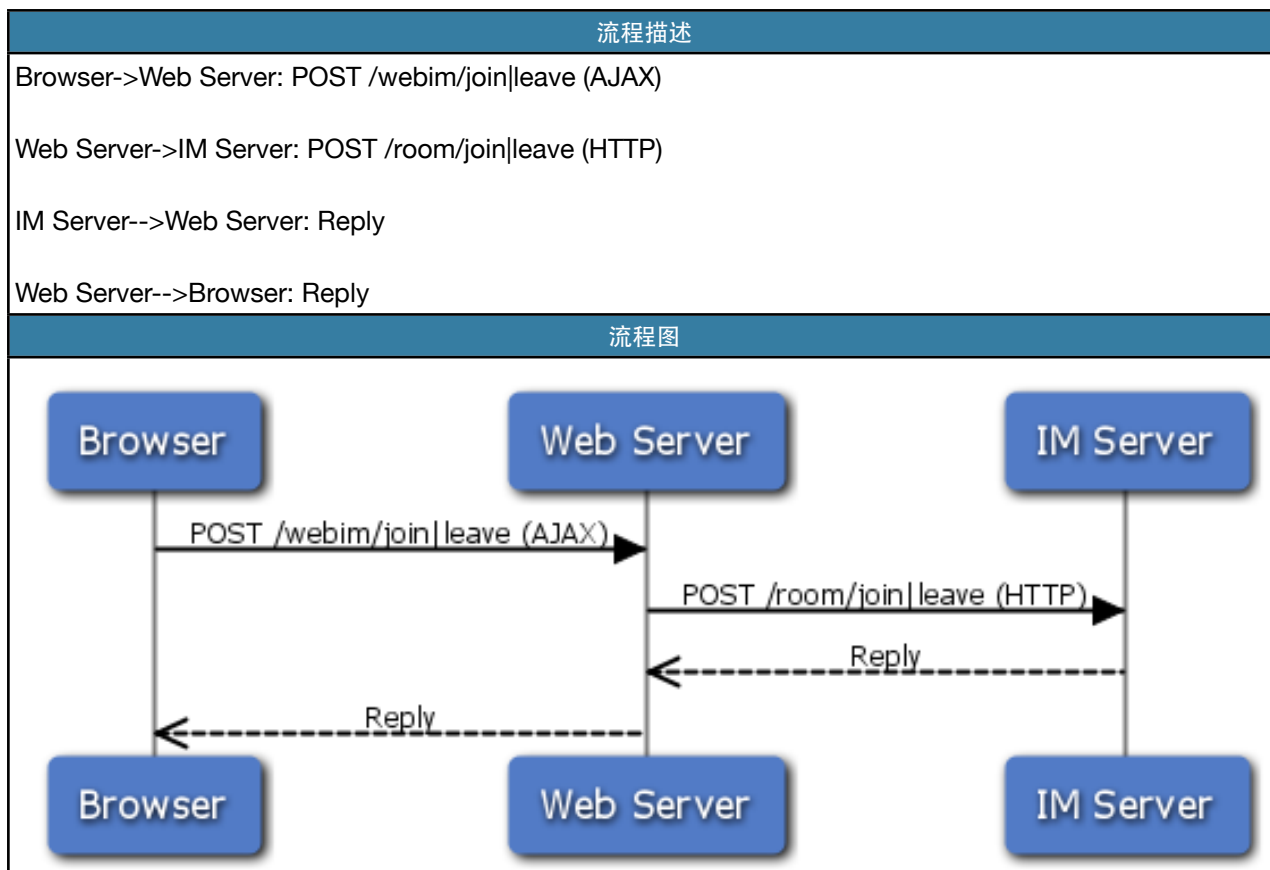 流程描述
Browser->Web Server: POST /webim/join|leave (AJAX)
Web Server->IM Server: POST /room/join|leave (HTTP)
IM Server-->Web Server: Reply
Web Server-->Browser: Reply
流程图
Browser
Web Server
IM Server
POST /webim/join|leave (AJAX)
POST /room/join|leave (HTTP)
Reply
Reply
Browser
Web Server
IM Server